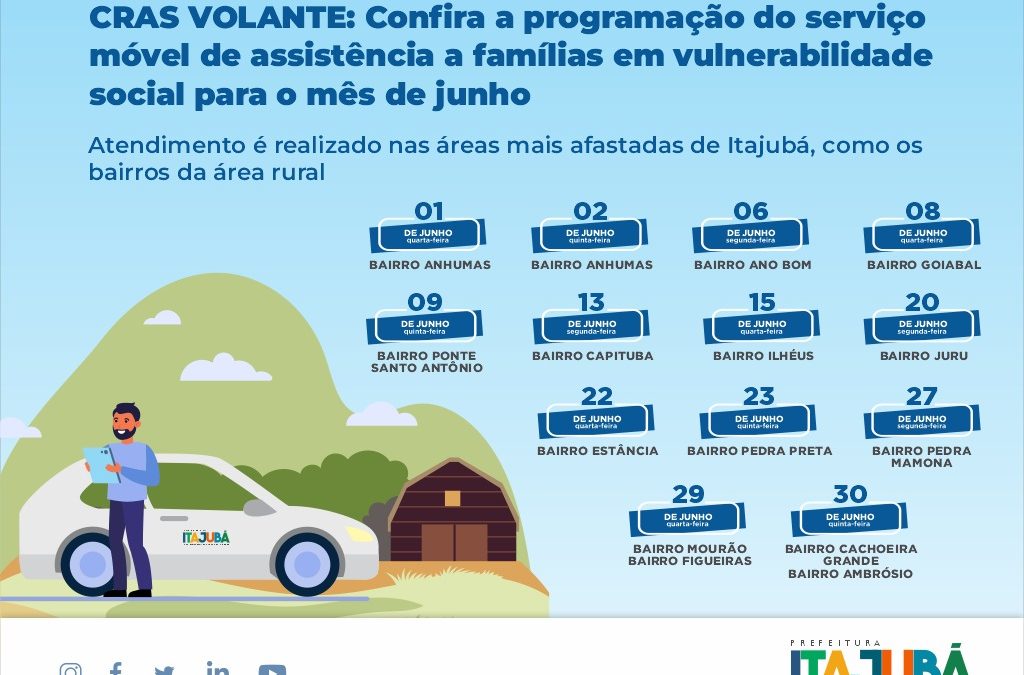 CRAS VOLANTE: Confira a programação do serviço
móvel de assistência a famílias em vulnerabilidade
social para o mês de junho
Atendimento é realizado nas áreas mais afastadas de Itajubá, como os
bairros da área rural
01
DE JUNHO
quarta-feira
BAIRRO ANHUMAS
02
DE JUNHO
quinta-feira
BAIRRO ANHUMAS
06
DE JUNHO
segunda-feira
BAIRRO ANO BOM
08
DE JUNHO
quarta-feira
BAIRRO GOIABAL
09
DE JUNHO
quinta-feira
BAIRRO PONTE
SANTO ANTÔNIO
13
DE JUNHO
segunda-feira
BAIRRO CAPITUBA
15
DE JUNHO
quarta-feira
BAIRRO ILHÉUS
20
DE JUNHO
segunda-feira
BAIRRO JURU
22
DE JUNHO
quarta-feira
BAIRRO ESTÂNCIA
23
DE JUNHO
quinta-feira
BAIRRO PEDRA PRETA
27
DE JUNHO
segunda-feira
BAIRRO PEDRA
MAMONA
29
DE JUNHO
quarta-feira
BAIRRO MOURÃO
BAIRRO FIGUEIRAS
30
DE JUNHO
quinta-feira
BAIRRO CACHOEIRA
GRANDE
BAIRRO AMBRÓSIO
ITAJUBÁ
PREFEITURA
ITAJUBÁ